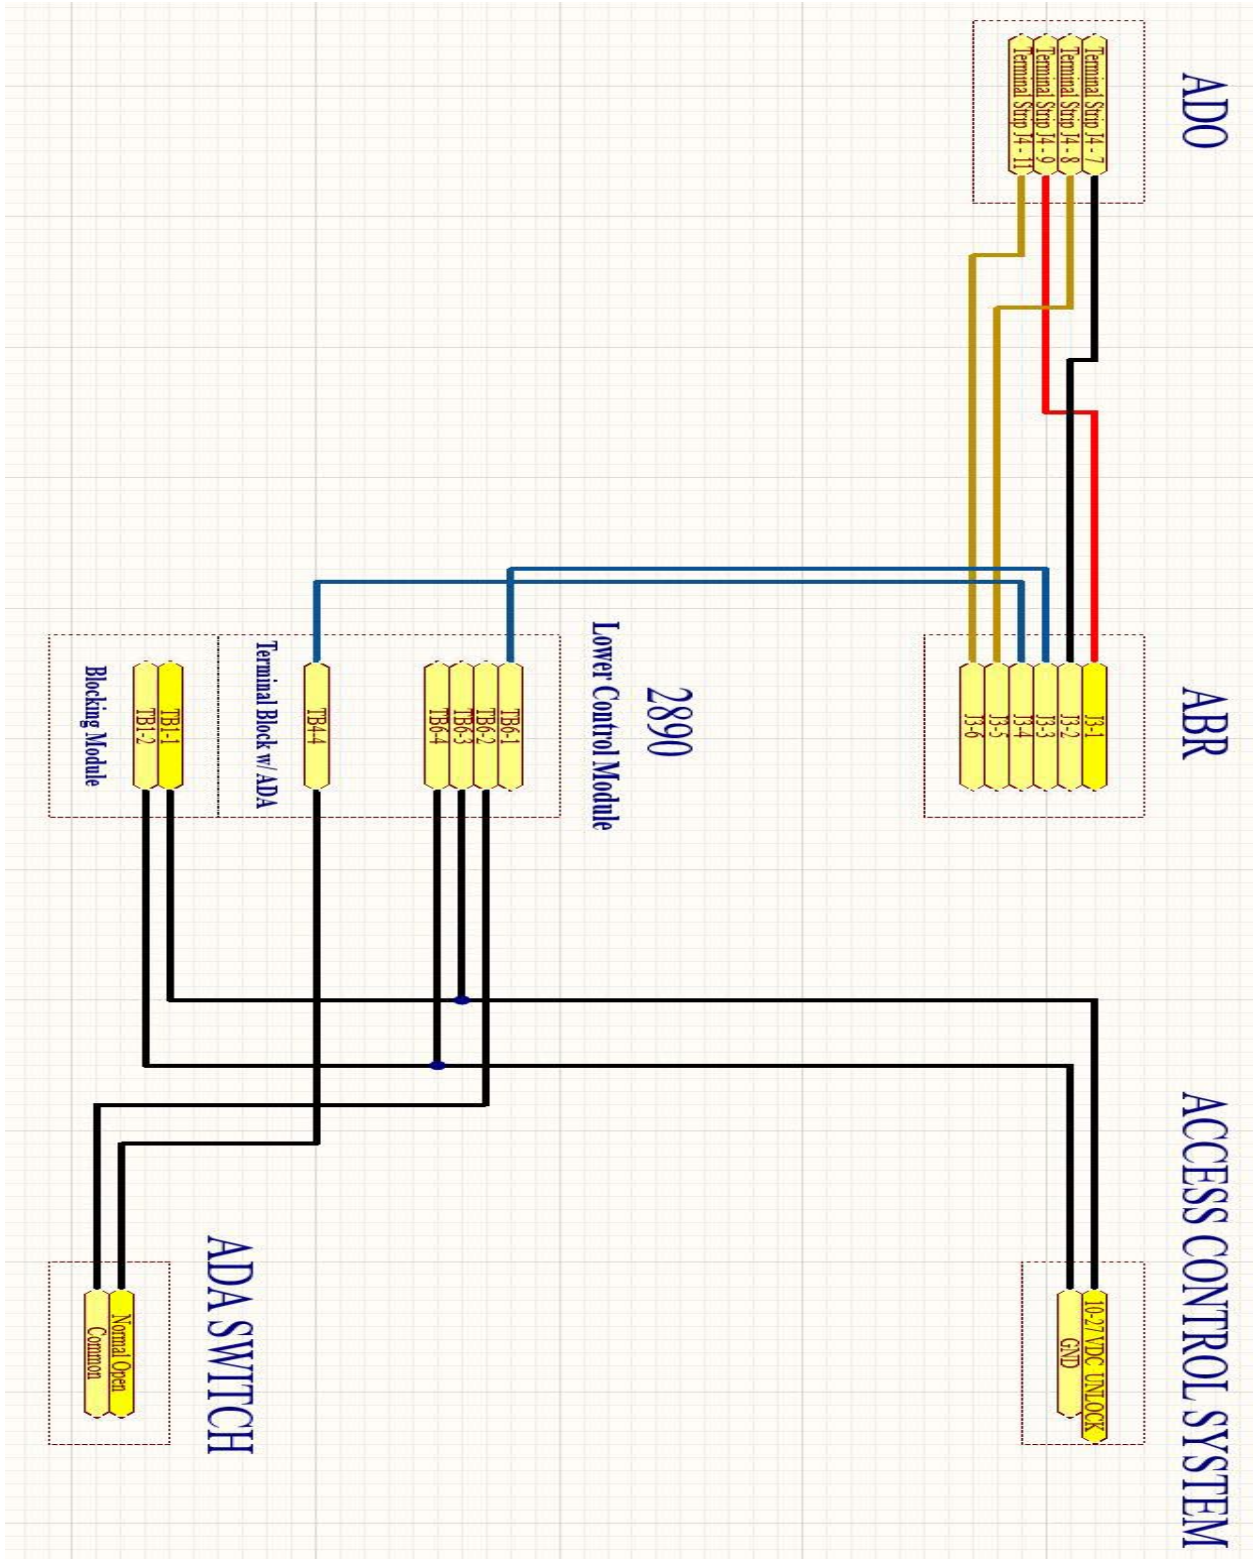 ADO
Terminal Strip J4 - 7
Terminal Strip J4 - 8
Terminal Strip J4 - 9
Terminal Strip J4 - 11
ABR
J3-1
J3-2
J3-3
J3-4
J3-5
J3-6
ACCESS CONTROL SYSTEM
10-27 VDC UNLOCK
GND
2890
Lower Control Module
TB6-1
TB6-2
TB6-3
TB6-4
Terminal Block w/ ADA
TB4-4
TB1-1
TB1-2
Blocking Module
ADA SWITCH
Normal Open
Common